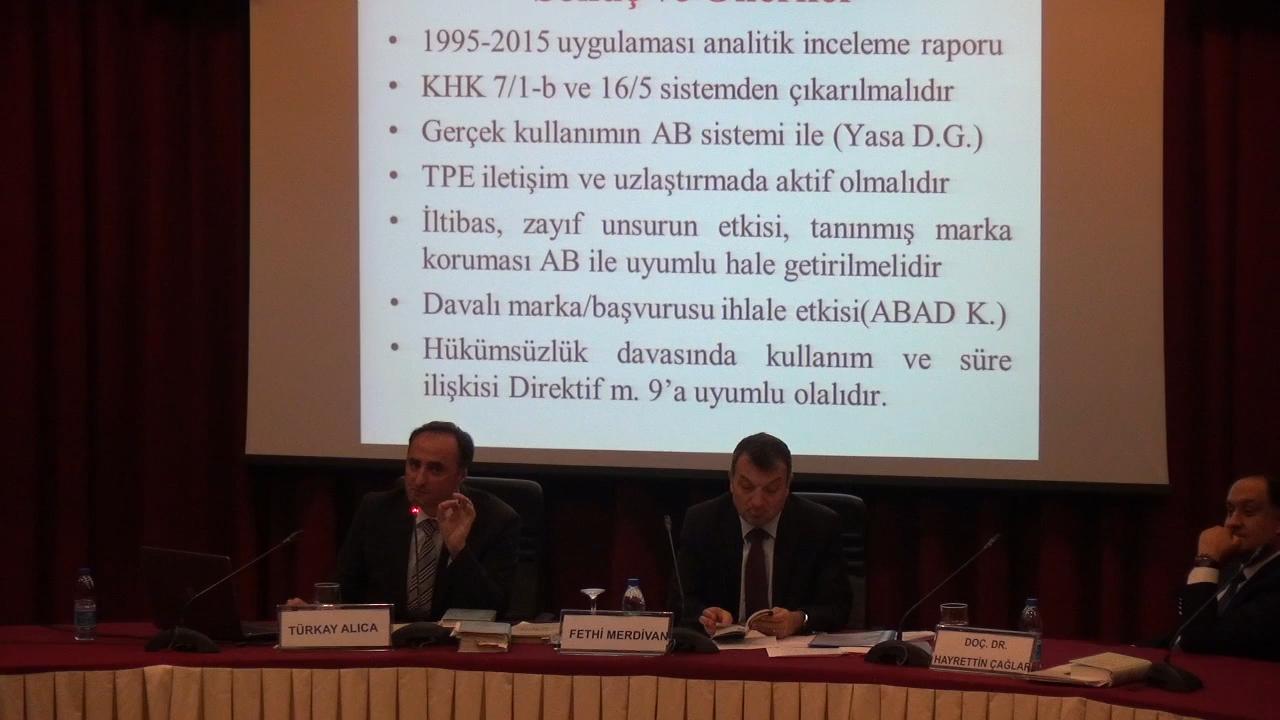 Sonuç ve Öneriler
• 1995-2015 uygulaması analitik inceleme raporu
• KHK 7/1-b ve 16/5 sistemden çıkarılmalıdır
• Gerçek kullanımın AB sistemi ile (Yasa D.G.)
• TPE iletişim ve uzlaştırmada aktif olmalıdır
• İltibas, zayıf unsurun etkisi, tanınmış marka
koruması AB ile uyumlu hale getirilmelidir
• Davalı marka/başvurusu ihlale etkisi(ABAD K.)
• Hükümsüzlük davasında kullanım ve süre
ilişkisi Direktif m. 9’a uyumlu olalıdır.
TÜRKAY ALICA
FETHİ MERDİVAN
DOÇ. DR.
HAYRETTİN ÇAĞLAR